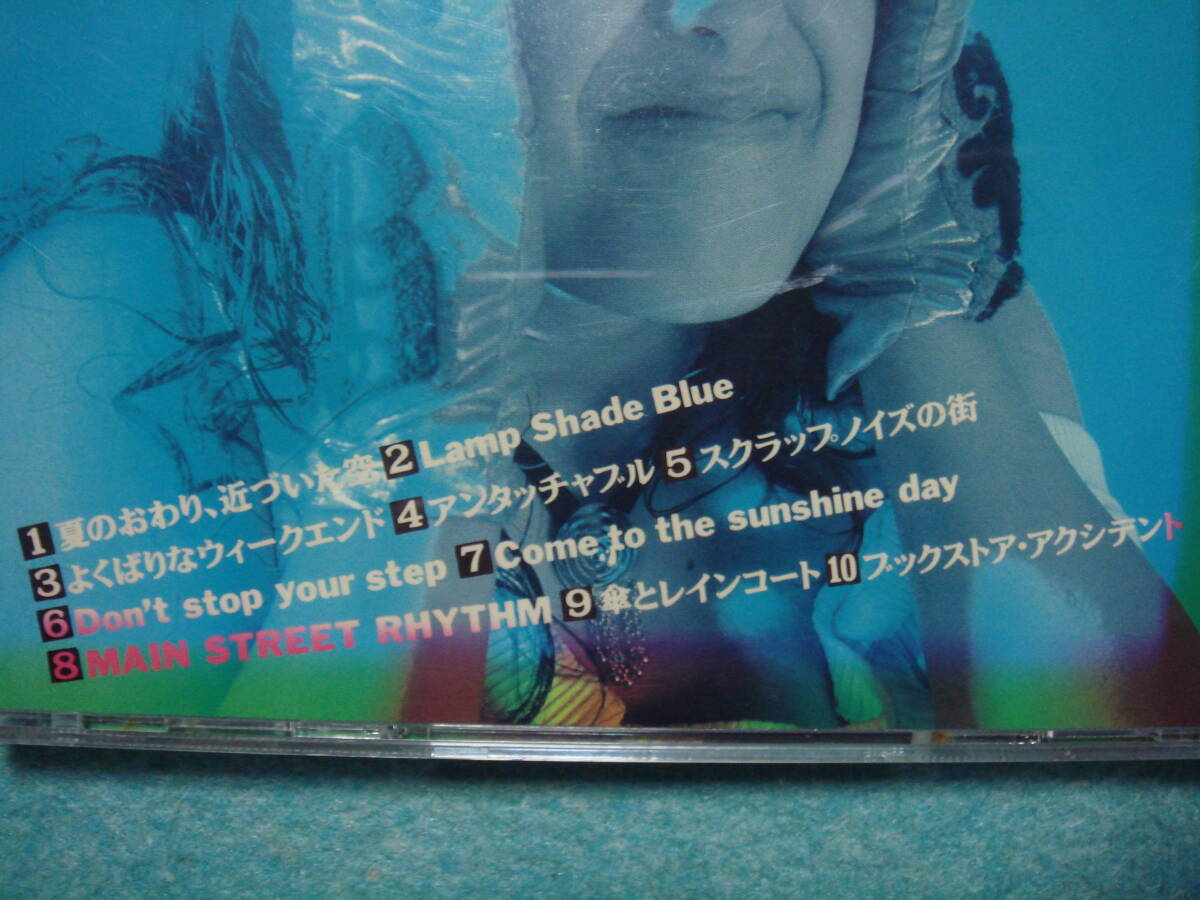 1 夏のおわり、近づいた空 2 Lamp Shade Blue
3 よくばりなウィークエンド 4 アンタッチャブル 5 スクラップノイズの街
6 Don't stop your step 7 Come to the sunshine day
8 MAIN STREET RHYTHM 9 傘とレインコート 10 ブックストア・アクシデント